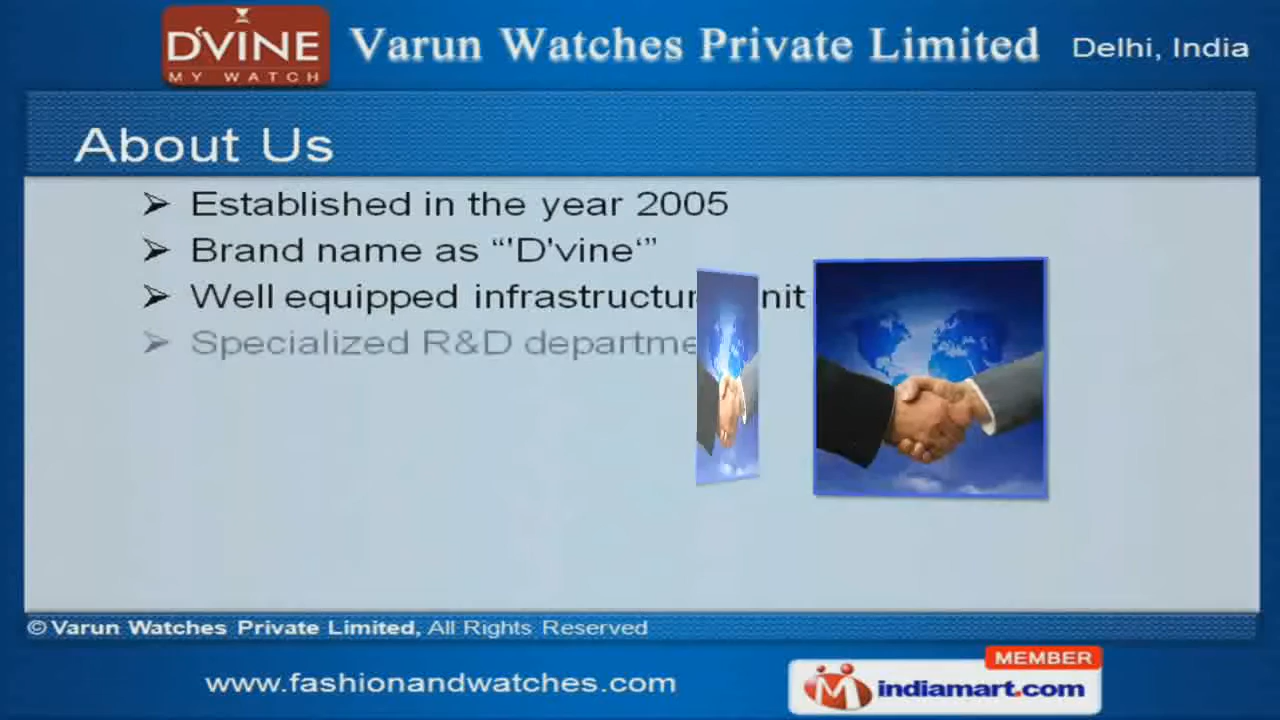 D'VINE
MY WATCH
Varun Watches Private Limited
Delhi, India
About Us
➢ Established in the year 2005
➢ Brand name as “'D'vine‘”
➢ Well equipped infrastructur nit
➢ Specialized R&D departme
© Varun Watches Private Limited, All Rights Reserved
www.fashionandwatches.com
MEMBER
indiamart.com